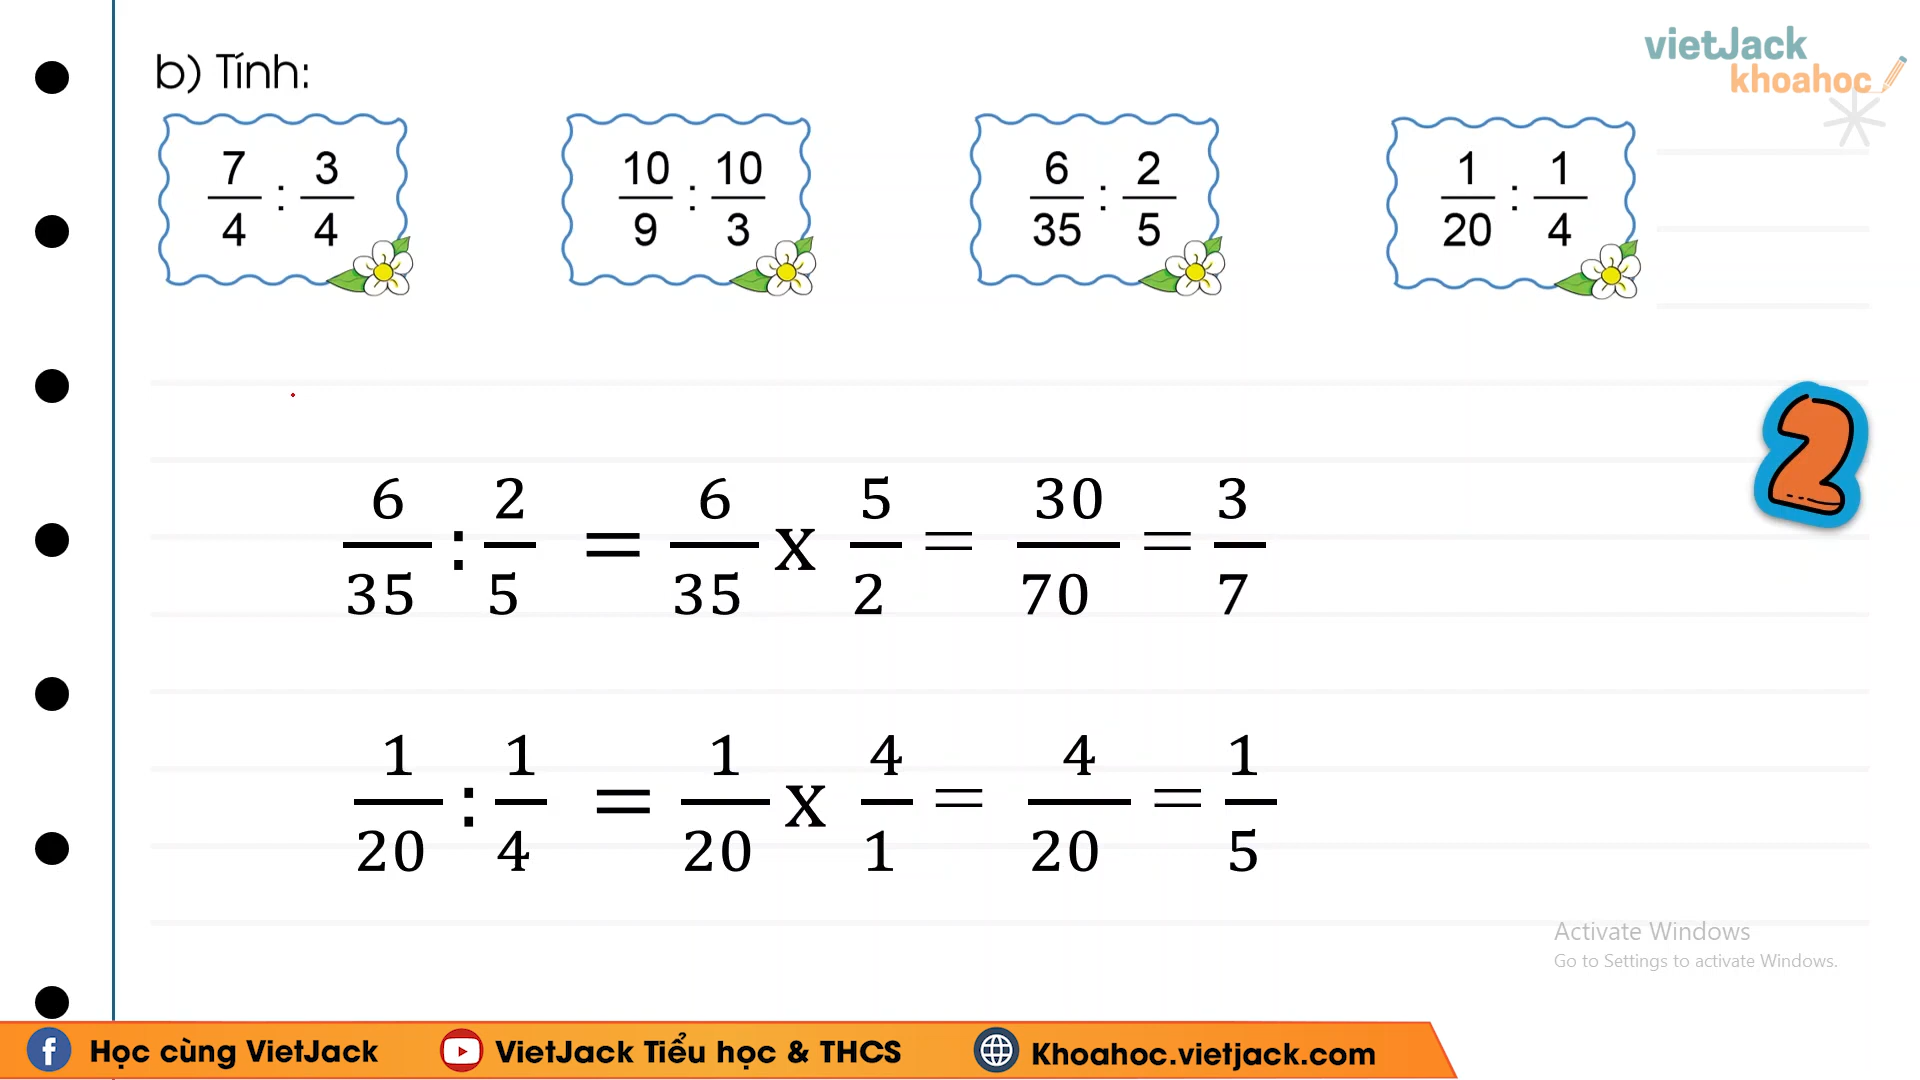 vietJack
khoahoc
b) Tính:
7/4 : 3/4
10/9 : 10/3
6/35 : 2/5
1/20 : 1/4
2
6/35 : 2/5 = 6/35 x 5/2 = 30/70 = 3/7
1/20 : 1/4 = 1/20 x 4/1 = 4/20 = 1/5
Activate Windows
Go to Settings to activate Windows.
Học cùng VietJack
VietJack Tiểu học & THCS
Khoahoc.vietjack.com